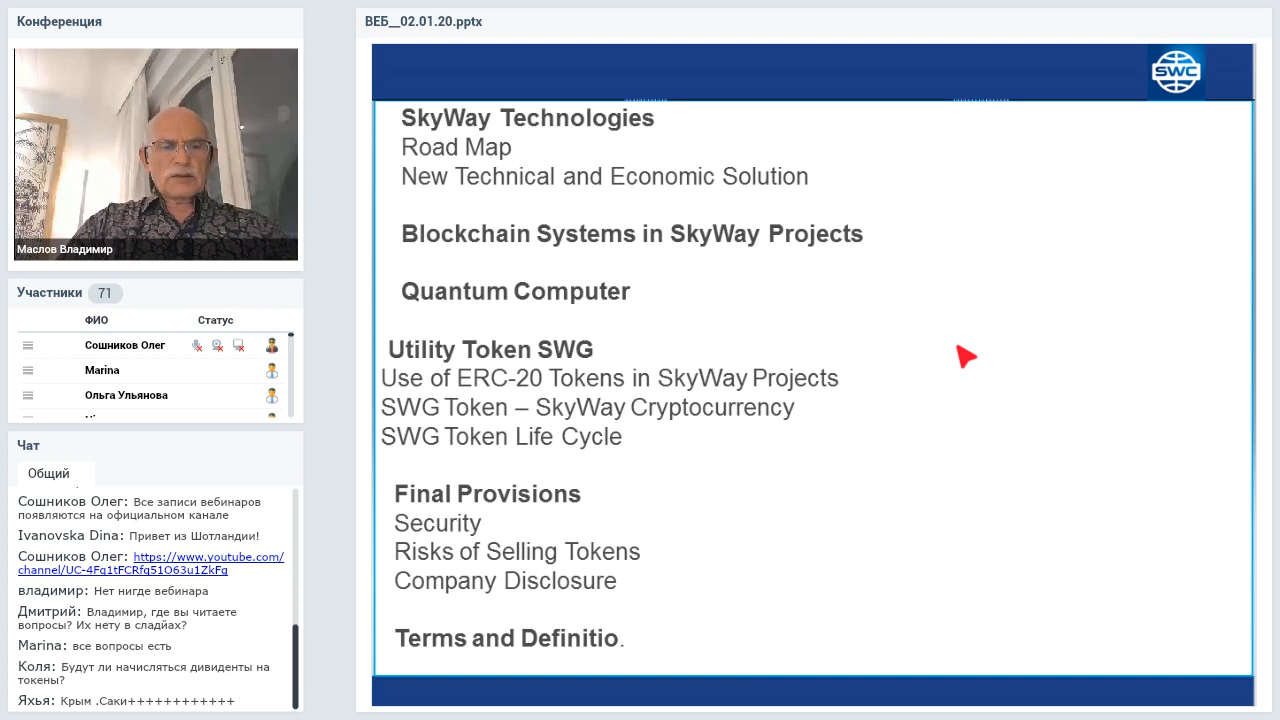 Конференция
Маслов Владимир
Участники 71
ФИО Статус
Сошников Олег
Marina
Ольга Ульянова
Чат
Общий
Сошников Олег: Все записи вебинаров
появляются на официальном канале
Ivanovska Dina: Привет из Шотландии!
Сошников Олег: https://www.youtube.com/
channel/UC-4Fq1tFCRfq51O63u1ZkFg
владимир: Нет нигде вебинара
Дмитрий: Владимир, где вы читаете
вопросы? Их нету в сладйах?
Marina: все вопросы есть
Коля: Будут ли начисляться дивиденты на
токены?
Яхья: Крым .Саки++++++++++++
ВЕБ__02.01.20.pptx
SWC
SkyWay Technologies
Road Map
New Technical and Economic Solution
Blockchain Systems in SkyWay Projects
Quantum Computer
Utility Token SWG
Use of ERC-20 Tokens in SkyWay Projects
SWG Token – SkyWay Cryptocurrency
SWG Token Life Cycle
Final Provisions
Security
Risks of Selling Tokens
Company Disclosure
Terms and Definitio.